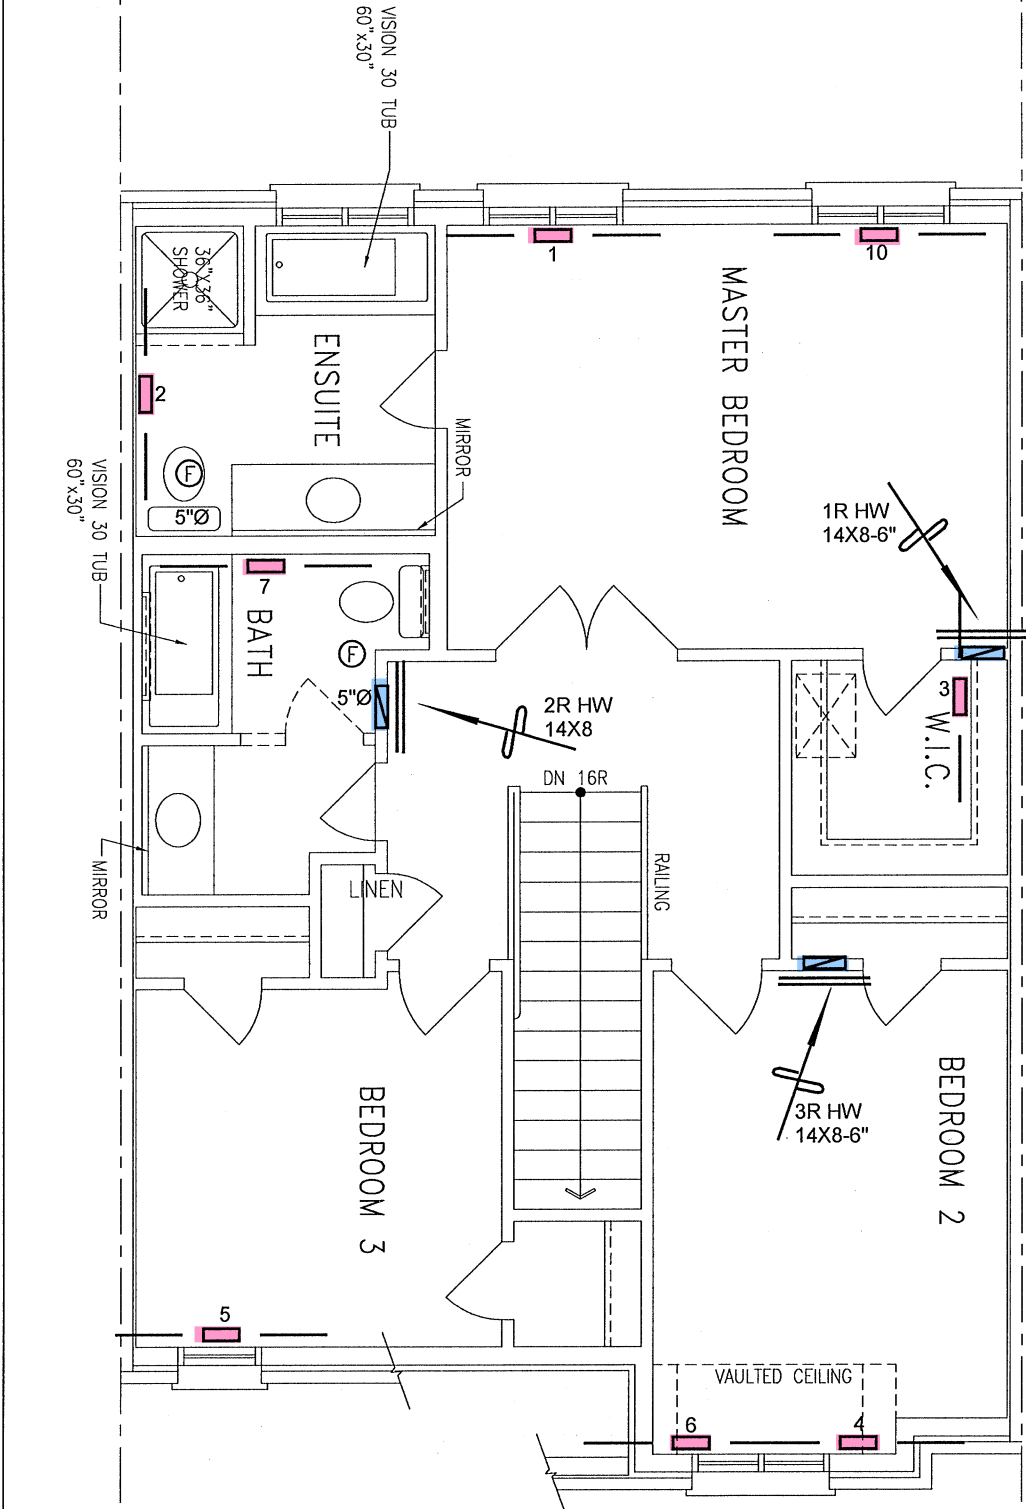 VISION 30 TUB
60"x30"
1
10
36"X36"
SHOWER
MASTER BEDROOM
ENSUITE
2
MIRROR
F
5"Ø
VISION 30 TUB
60"x30"
1R HW
14X8-6"
7
BATH
F
5"Ø
2R HW
14X8
3
W.I.C.
DN 16R
RAILING
MIRROR
LINEN
BEDROOM 3
BEDROOM 2
3R HW
14X8-6"
5
VAULTED CEILING
6
4